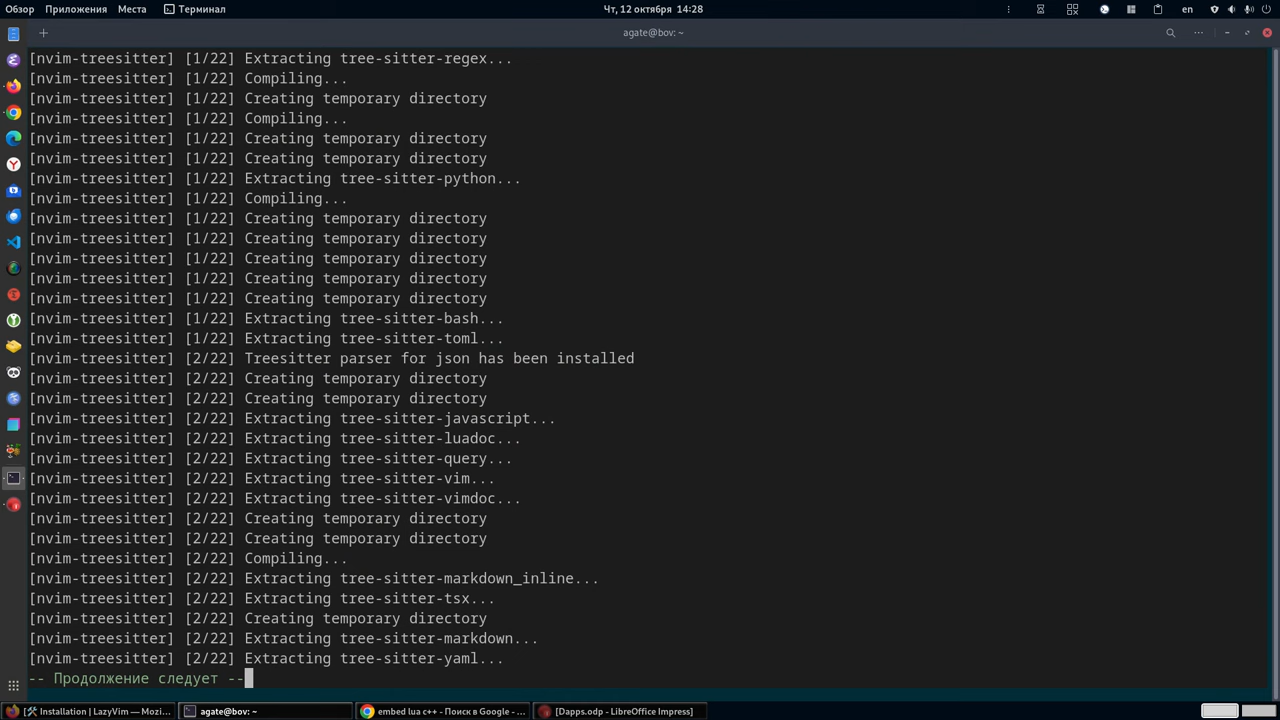 Обзор Приложения Места Терминал Чт, 12 октября 14:28 en
agate@bov: ~
[nvim-treesitter] [1/22] Extracting tree-sitter-regex...
[nvim-treesitter] [1/22] Compiling...
[nvim-treesitter] [1/22] Creating temporary directory
[nvim-treesitter] [1/22] Compiling...
[nvim-treesitter] [1/22] Creating temporary directory
[nvim-treesitter] [1/22] Creating temporary directory
[nvim-treesitter] [1/22] Extracting tree-sitter-python...
[nvim-treesitter] [1/22] Compiling...
[nvim-treesitter] [1/22] Creating temporary directory
[nvim-treesitter] [1/22] Creating temporary directory
[nvim-treesitter] [1/22] Creating temporary directory
[nvim-treesitter] [1/22] Creating temporary directory
[nvim-treesitter] [1/22] Creating temporary directory
[nvim-treesitter] [1/22] Extracting tree-sitter-bash...
[nvim-treesitter] [1/22] Extracting tree-sitter-toml...
[nvim-treesitter] [2/22] Treesitter parser for json has been installed
[nvim-treesitter] [2/22] Creating temporary directory
[nvim-treesitter] [2/22] Creating temporary directory
[nvim-treesitter] [2/22] Extracting tree-sitter-javascript...
[nvim-treesitter] [2/22] Extracting tree-sitter-luadoc...
[nvim-treesitter] [2/22] Extracting tree-sitter-query...
[nvim-treesitter] [2/22] Extracting tree-sitter-vim...
[nvim-treesitter] [2/22] Extracting tree-sitter-vimdoc...
[nvim-treesitter] [2/22] Creating temporary directory
[nvim-treesitter] [2/22] Creating temporary directory
[nvim-treesitter] [2/22] Compiling...
[nvim-treesitter] [2/22] Extracting tree-sitter-markdown_inline...
[nvim-treesitter] [2/22] Extracting tree-sitter-tsx...
[nvim-treesitter] [2/22] Creating temporary directory
[nvim-treesitter] [2/22] Extracting tree-sitter-markdown...
[nvim-treesitter] [2/22] Extracting tree-sitter-yaml...
-- Продолжение следует --
[🛠 Installation | LazyVim — Mozi... agate@bov: ~ embed lua c++ - Поиск в Google - ... [Dapps.odp - LibreOffice Impress]